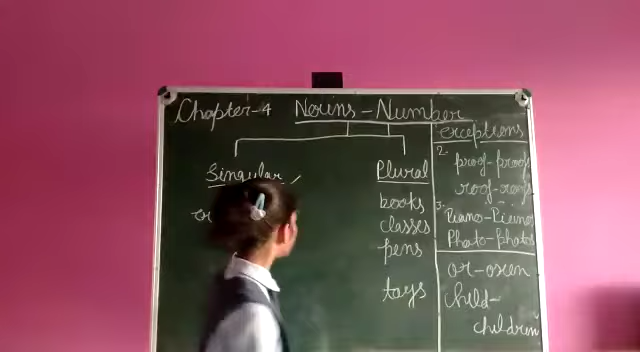 Chapter-4 Nouns-Number
Singular
Plural
books
classes
pens
toys
exceptions
2.
proof-proofs
roof-roofs
3.
Piano-Pianos
Photo-Photos
ox-oxen
Child-
children